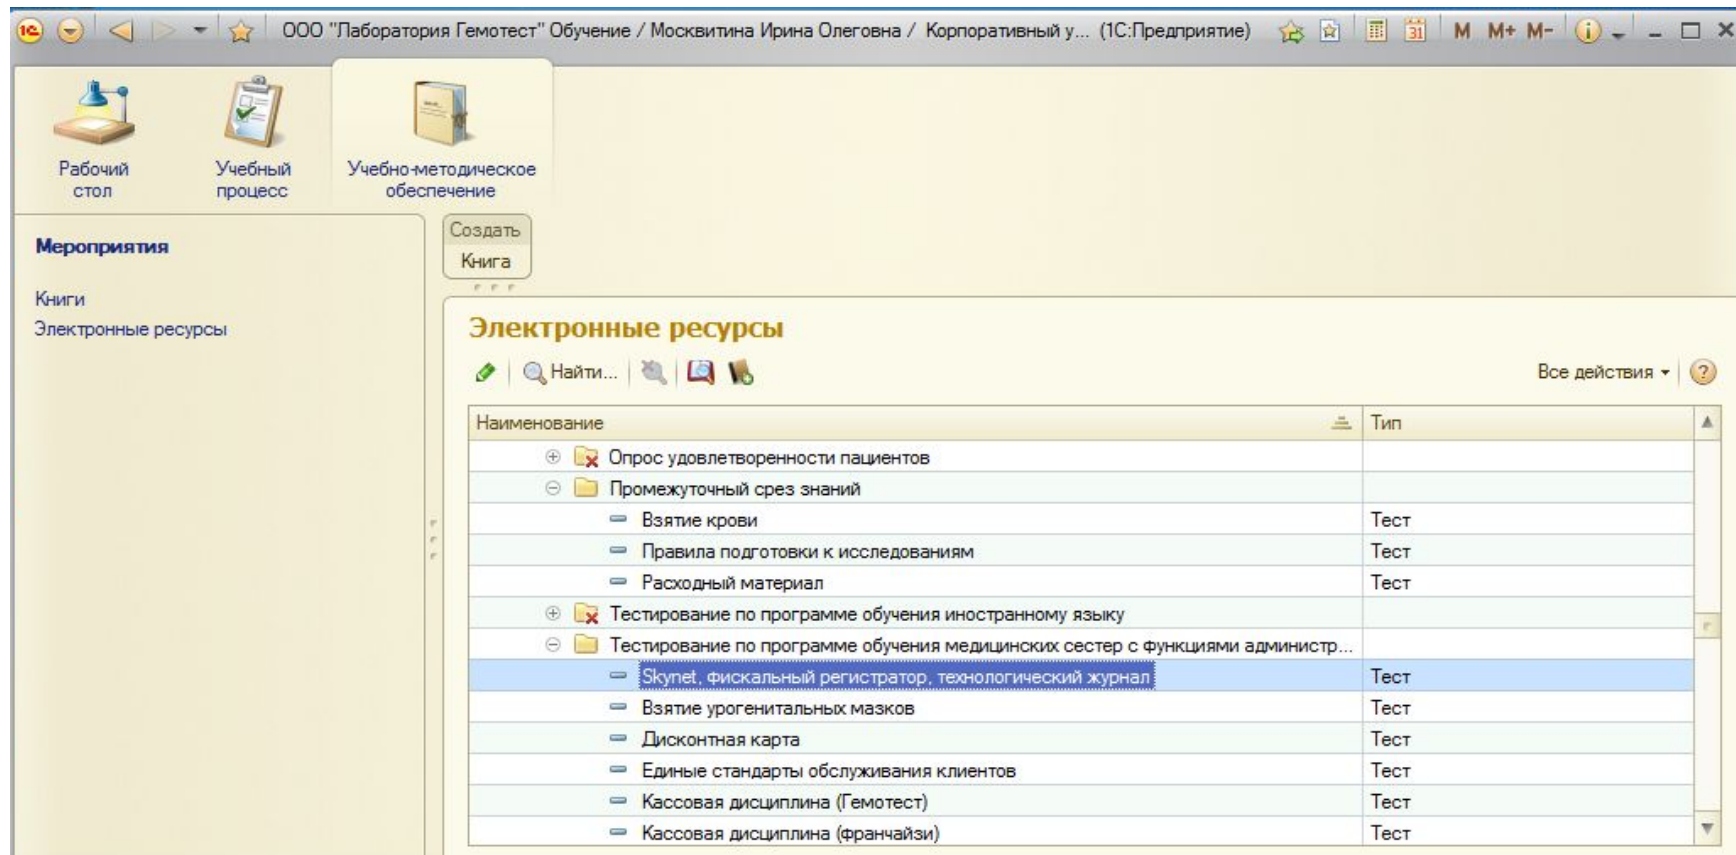 ООО "Лаборатория Гемотест" Обучение / Москвитина Ирина Олеговна / Корпоративный у... (1С:Предприятие)
31 M M+ M-
Рабочий стол
Учебный процесс
Учебно-методическое обеспечение
Мероприятия
Книги
Электронные ресурсы
Создать
Книга
Электронные ресурсы
Найти...
Все действия
?
Наименование Тип
Опрос удовлетворенности пациентов
Промежуточный срез знаний
Взятие крови Тест
Правила подготовки к исследованиям Тест
Расходный материал Тест
Тестирование по программе обучения иностранному языку
Тестирование по программе обучения медицинских сестер с функциями администр...
Skynet, фискальный регистратор, технологический журнал Тест
Взятие урогенитальных мазков Тест
Дисконтная карта Тест
Единые стандарты обслуживания клиентов Тест
Кассовая дисциплина (Гемотест) Тест
Кассовая дисциплина (франчайзи) Тест